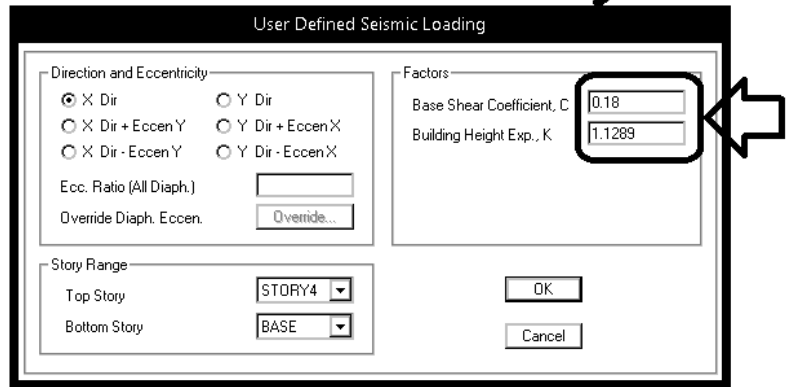 User Defined Seismic Loading
Direction and Eccentricity
X Dir
Y Dir
X Dir + Eccen Y
Y Dir + Eccen X
X Dir - Eccen Y
Y Dir - Eccen X
Ecc. Ratio (All Diaph.)
Override Diaph. Eccen.
Override...
Factors
Base Shear Coefficient, C
0.18
Building Height Exp., K
1.1289
Story Range
Top Story
STORY4
Bottom Story
BASE
OK
Cancel